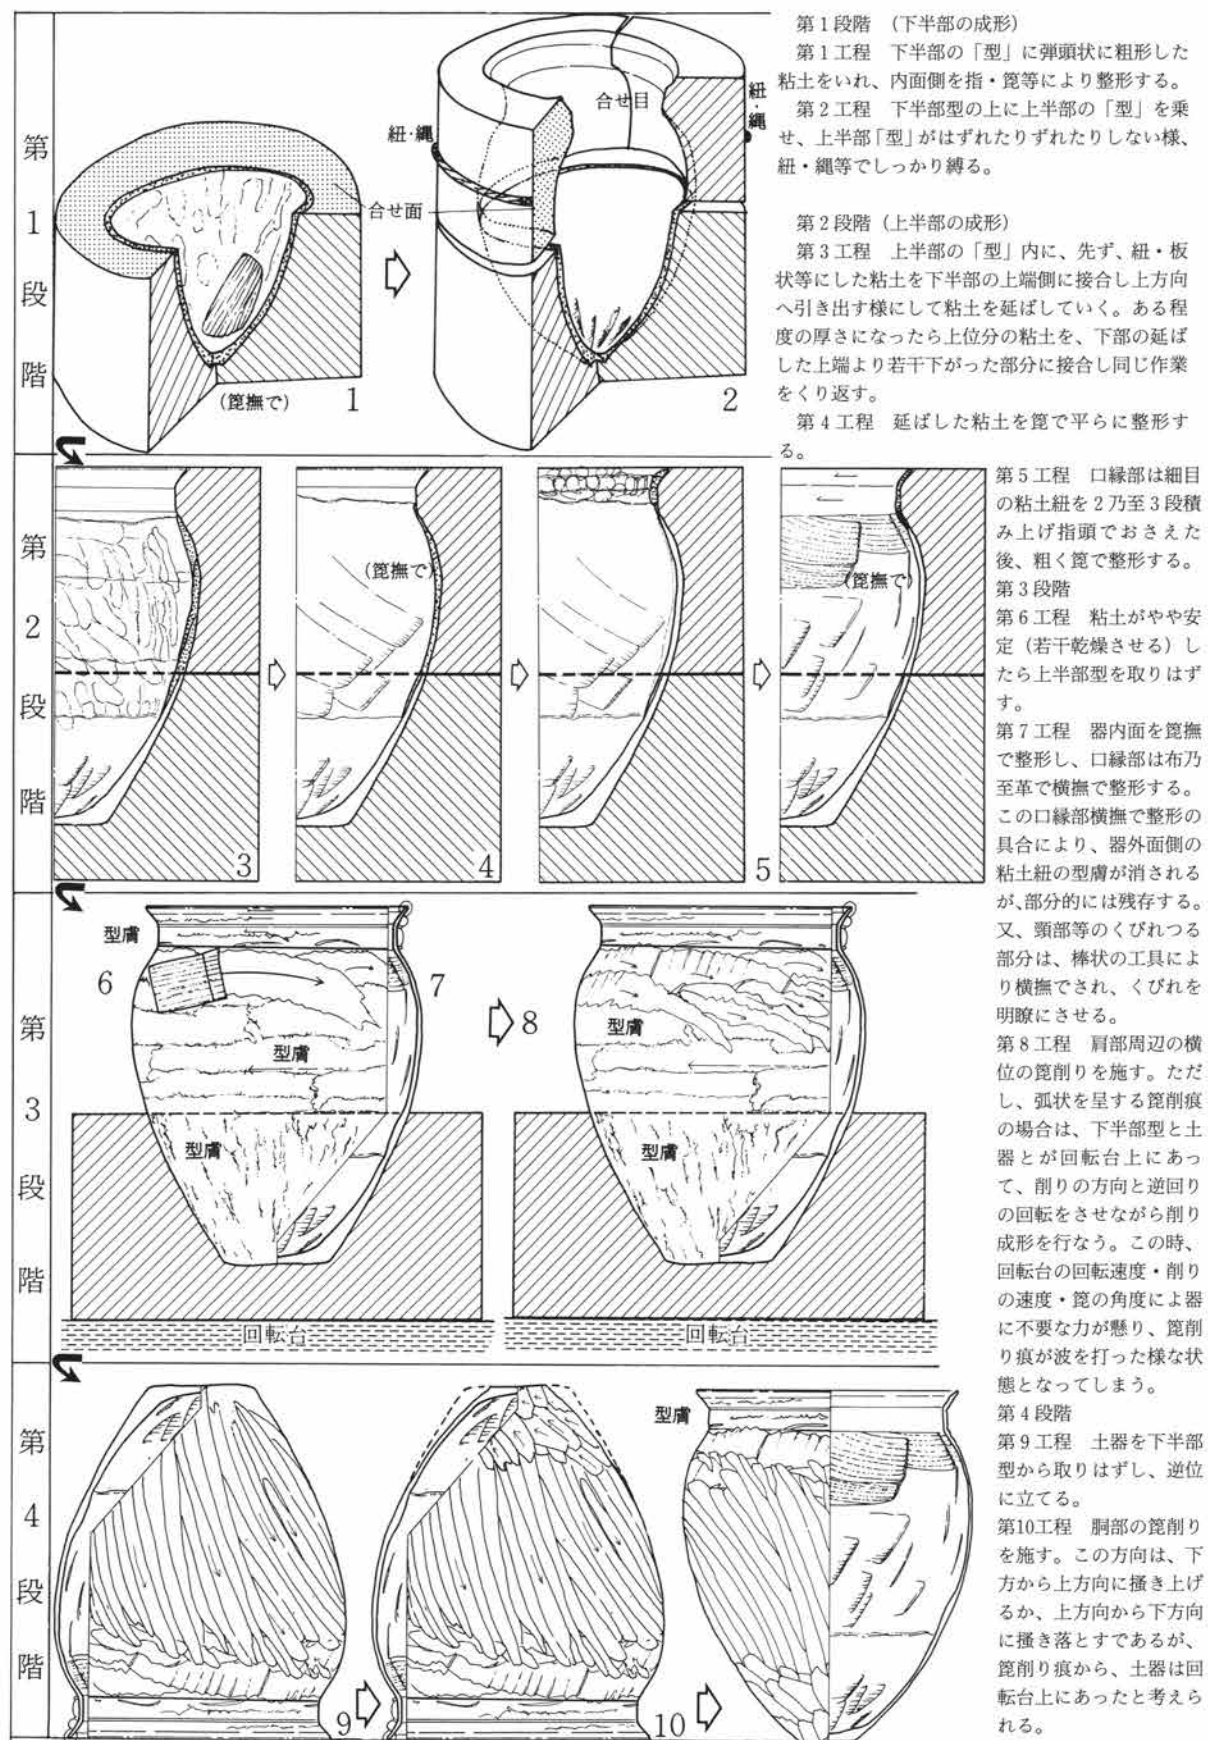 第1段階　（下半部の成形）
第1工程　下半部の「型」に弾頭状に粗形した
粘土をいれ、内面側を指・箆等により整形する。
第2工程　下半部型の上に上半部の「型」を乗
せ、上半部「型」がはずれたりずれたりしない様、
紐・縄等でしっかり縛る。
第2段階（上半部の成形）
第3工程　上半部の「型」内に、先ず、紐・板
状等にした粘土を下半部の上端側に接合し上方向
へ引き出す様にして粘土を延ばしていく。ある程
度の厚さになったら上位分の粘土を、下部の延ば
した上端より若干下がった部分に接合し同じ作業
をくり返す。
第4工程　延ばした粘土を箆で平らに整形す
る。
第5工程　口縁部は細目
の粘土紐を2乃至3段積
み上げ指頭でおさえた
後、粗く箆で整形する。
第3段階
第6工程　粘土がやや安
定（若干乾燥させる）し
たら上半部型を取りはず
す。
第7工程　器内面を箆撫
で整形し、口縁部は布乃
至革で横撫で整形する。
この口縁部横撫で整形の
具合により、器外面側の
粘土紐の型膚が消される
が、部分的には残存する。
又、頸部等のくびれつる
部分は、棒状の工具によ
り横撫でされ、くびれを
明瞭にさせる。
第8工程　肩部周辺の横
位の箆削りを施す。ただ
し、弧状を呈する箆削痕
の場合は、下半部型と土
器とが回転台上にあっ
て、削りの方向と逆回り
の回転をさせながら削り
成形を行なう。この時、
回転台の回転速度・削り
の速度・箆の角度によ器
に不要な力が懸り、箆削
り痕が波を打った様な状
態となってしまう。
第4段階
第9工程　土器を下半部
型から取りはずし、逆位
に立てる。
第10工程　胴部の箆削り
を施す。この方向は、下
方から上方向に搔き上げ
るか、上方向から下方向
に搔き落とすであるが、
箆削り痕から、土器は回
転台上にあったと考えら
れる。
第1段階
合せ面
(箆撫で)
1
紐・縄
合せ目
紐・縄
2
第2段階
3
(箆撫で)
4
5
(箆撫で)
第3段階
型膚
6
7
型膚
型膚
回転台
8
型膚
型膚
回転台
第4段階
9
10
型膚